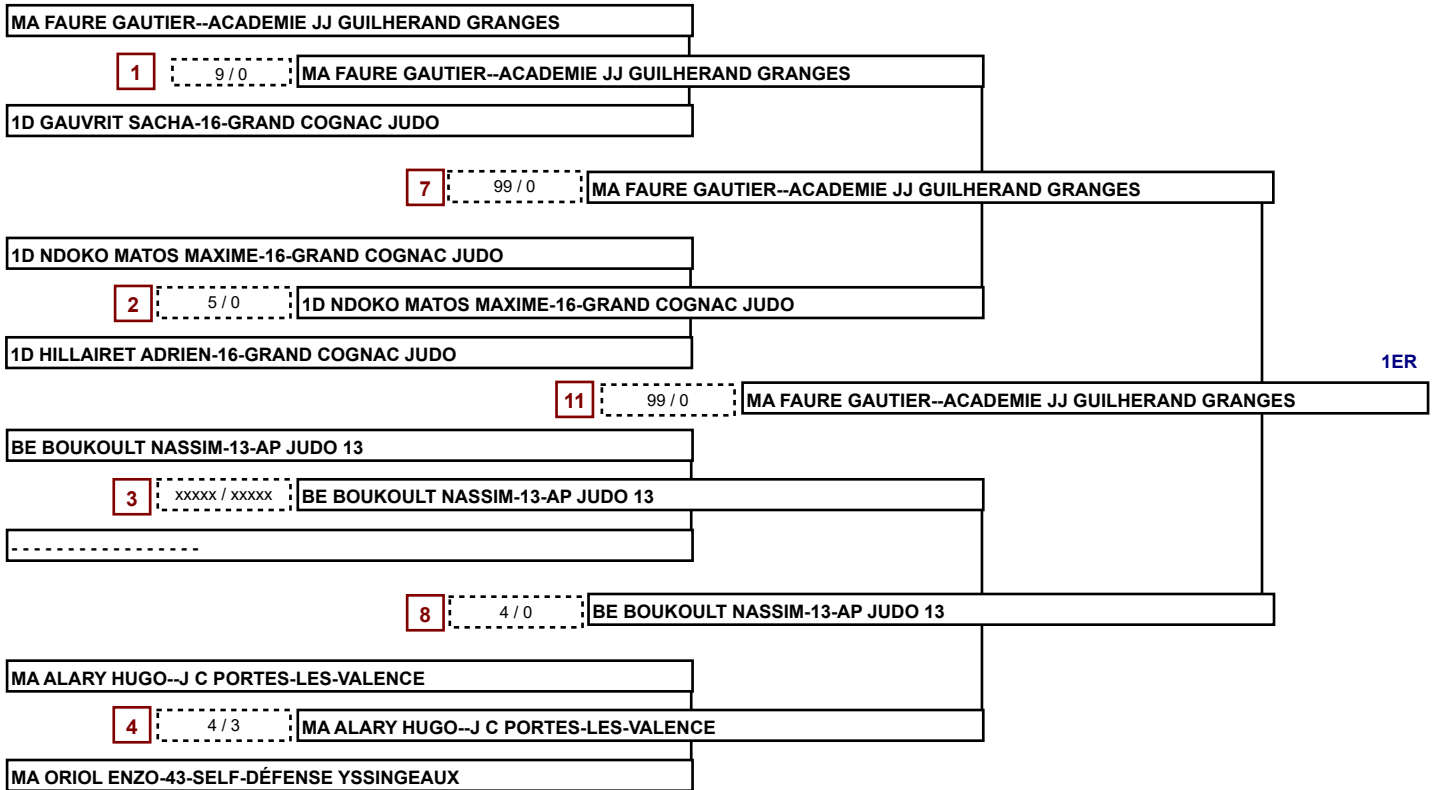 MA FAURE GAUTIER--ACADEMIE JJ GUILHERAND GRANGES
1 9 / 0 MA FAURE GAUTIER--ACADEMIE JJ GUILHERAND GRANGES
1D GAUVRIT SACHA-16-GRAND COGNAC JUDO
7 99 / 0 MA FAURE GAUTIER--ACADEMIE JJ GUILHERAND GRANGES
1D NDOKO MATOS MAXIME-16-GRAND COGNAC JUDO
2 5 / 0 1D NDOKO MATOS MAXIME-16-GRAND COGNAC JUDO
1D HILLAIRET ADRIEN-16-GRAND COGNAC JUDO
1ER
11 99 / 0 MA FAURE GAUTIER--ACADEMIE JJ GUILHERAND GRANGES
BE BOUKOULT NASSIM-13-AP JUDO 13
3 xxxxx / xxxxx BE BOUKOULT NASSIM-13-AP JUDO 13
- - - - - - - - - - - - - - - - -
8 4 / 0 BE BOUKOULT NASSIM-13-AP JUDO 13
MA ALARY HUGO--J C PORTES-LES-VALENCE
4 4 / 3 MA ALARY HUGO--J C PORTES-LES-VALENCE
MA ORIOL ENZO-43-SELF-DÉFENSE YSSINGEAUX